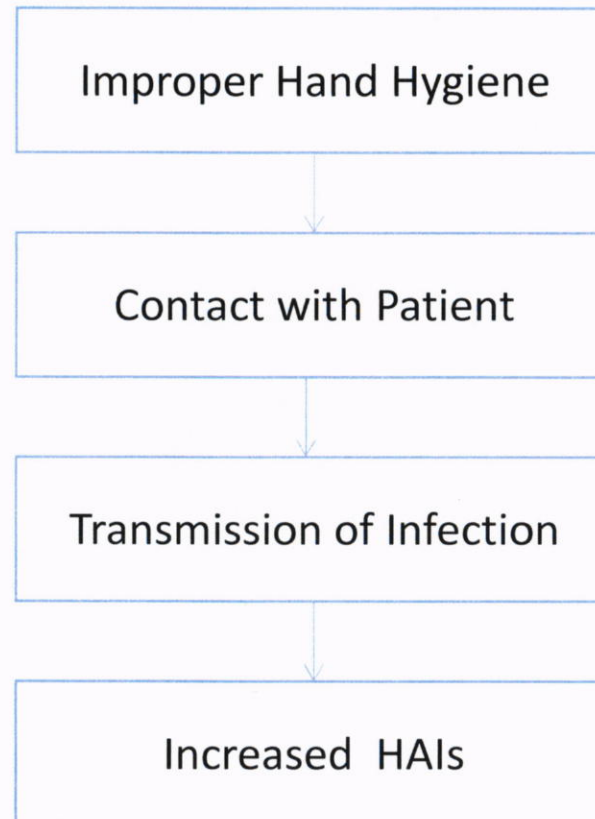 Improper Hand Hygiene
Contact with Patient
Transmission of Infection
Increased HAIs